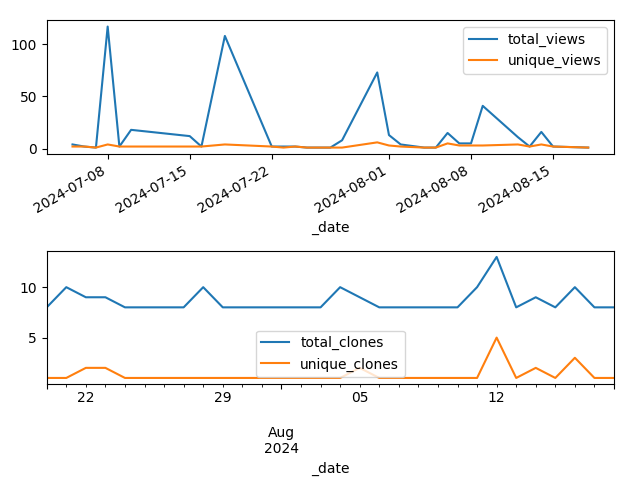 100
50
0
total_views
unique_views
2024-07-08
2024-07-15
2024-07-22
2024-08-01
2024-08-08
2024-08-15
_date
10
5
total_clones
unique_clones
22
29
05
12
Aug
2024
_date